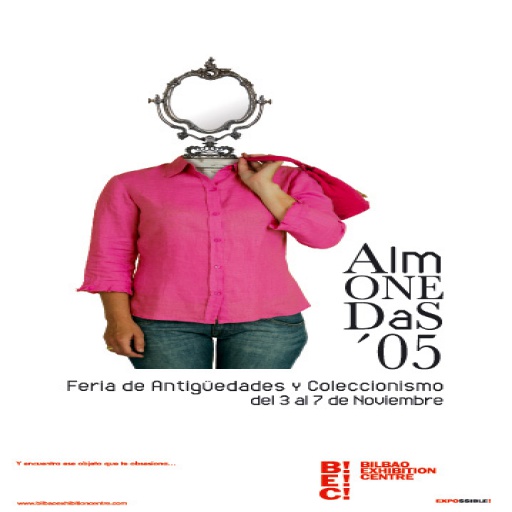 Alm
ONE
DaS
´05
Feria de Antigüedades y Coleccionismo
del 3 al 7 de Noviembre
Y encuentro ese objeto que te obsesiona...
B!
E!
C!
BILBAO
EXHIBITION
CENTRE
www.bilbaoexhibitioncentre.com
EXPOSSIBLE!